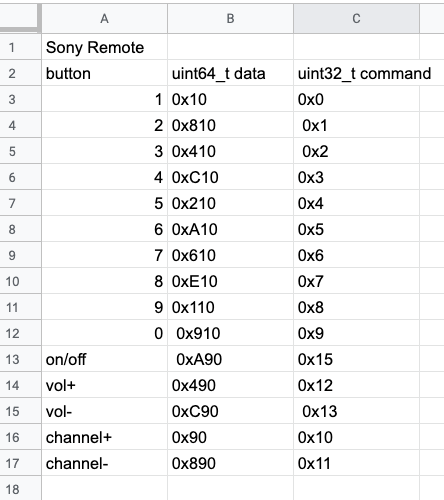 A B C
1 Sony Remote
2 button uint64_t data uint32_t command
3 1 0x10 0x0
4 2 0x810 0x1
5 3 0x410 0x2
6 4 0xC10 0x3
7 5 0x210 0x4
8 6 0xA10 0x5
9 7 0x610 0x6
10 8 0xE10 0x7
11 9 0x110 0x8
12 0 0x910 0x9
13 on/off 0xA90 0x15
14 vol+ 0x490 0x12
15 vol- 0xC90 0x13
16 channel+ 0x90 0x10
17 channel- 0x890 0x11
18